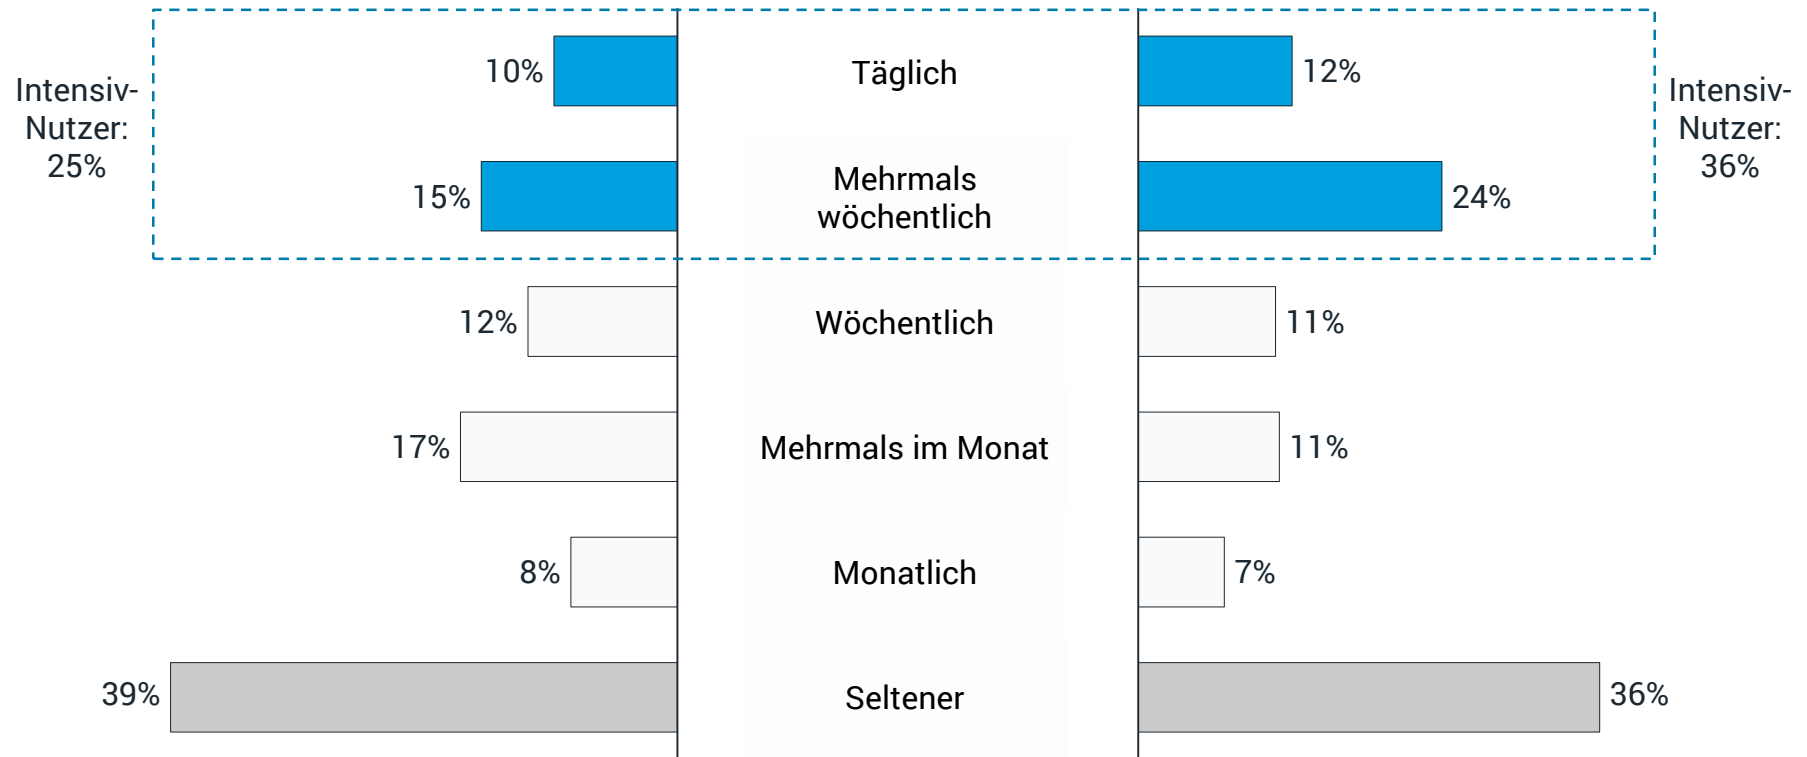 10%
Täglich
12%
Intensiv-
Nutzer:
25%
Intensiv-
Nutzer:
36%
15%
Mehrmals
wöchentlich
24%
12%
Wöchentlich
11%
17%
Mehrmals im Monat
11%
8%
Monatlich
7%
39%
Seltener
36%